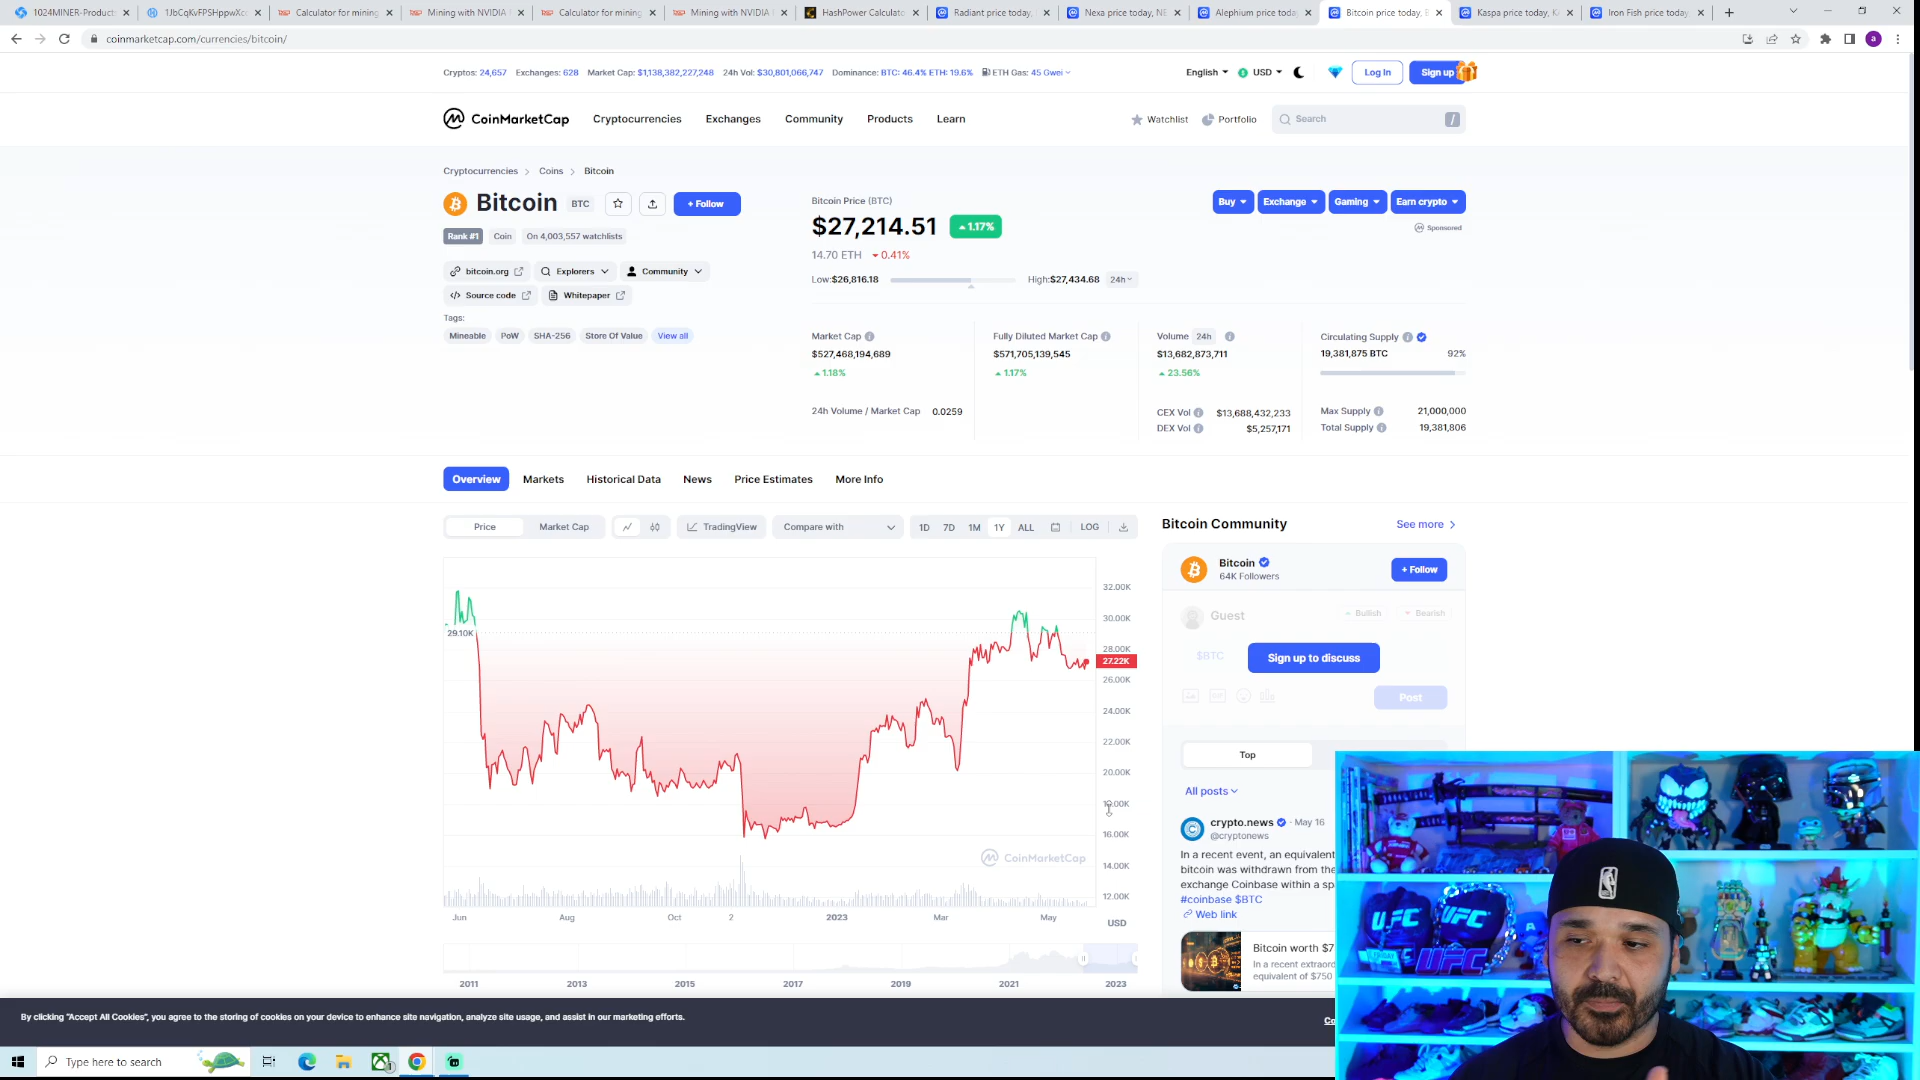 1024MINER-Product
1JbCqKvFPSHppwXc
Calculator for mining
Mining with NVIDIA
Calculator for mining
Mining with NVIDIA
HashPower Calculato
Radiant price today,
Nexa price today, NE
Alephium price today
Bitcoin price today,
Kaspa price today, K
Iron Fish price today
coinmarketcap.com/currencies/bitcoin/
a
Cryptos: 24,657 Exchanges: 628 Market Cap: $1,138,382,227,248 24h Vol: $30,801,066,747 Dominance: BTC: 46.4% ETH: 19.6% ETH Gas: 45 Gwei
English USD Log In Sign up
CoinMarketCap Cryptocurrencies Exchanges Community Products Learn
Watchlist Portfolio Search /
Cryptocurrencies > Coins > Bitcoin
Bitcoin BTC + Follow
Rank #1 Coin On 4,003,557 watchlists
bitcoin.org Explorers Community
Source code Whitepaper
Tags:
Mineable PoW SHA-256 Store Of Value View all
Bitcoin Price (BTC)
$27,214.51 1.17%
14.70 ETH 0.41%
Low:$26,816.18 High:$27,434.68 24h
Buy Exchange Gaming Earn crypto
Sponsored
Market Cap
$527,468,194,689
1.18%
24h Volume / Market Cap 0.0259
Fully Diluted Market Cap
$571,705,139,545
1.17%
Volume 24h
$13,682,873,711
23.56%
CEX Vol $13,688,432,233
DEX Vol $5,257,171
Circulating Supply
19,381,875 BTC 92%
Max Supply 21,000,000
Total Supply 19,381,806
Overview Markets Historical Data News Price Estimates More Info
Price Market Cap TradingView Compare with 1D 7D 1M 1Y ALL LOG
32.00K
30.00K
29.10K
28.00K
27.22K
26.00K
24.00K
22.00K
20.00K
16.00K
14.00K
12.00K
CoinMarketCap
Jun Aug Oct 2 2023 Mar May USD
2011 2013 2015 2017 2019 2021 2023
Bitcoin Community See more >
Bitcoin
64K Followers
+ Follow
Guest Bullish Bearish
$BTC
Sign up to discuss
Post
Top
All posts
crypto.news · May 16
@cryptonews
In a recent event, an equivalent
bitcoin was withdrawn from the
exchange Coinbase within a sp
#coinbase $BTC
Web link
Bitcoin worth $7
In a recent extraord
equivalent of $750
By clicking "Accept All Cookies", you agree to the storing of cookies on your device to enhance site navigation, analyze site usage, and assist in our marketing efforts.
Co
Type here to search
UFC
UFC
UFC